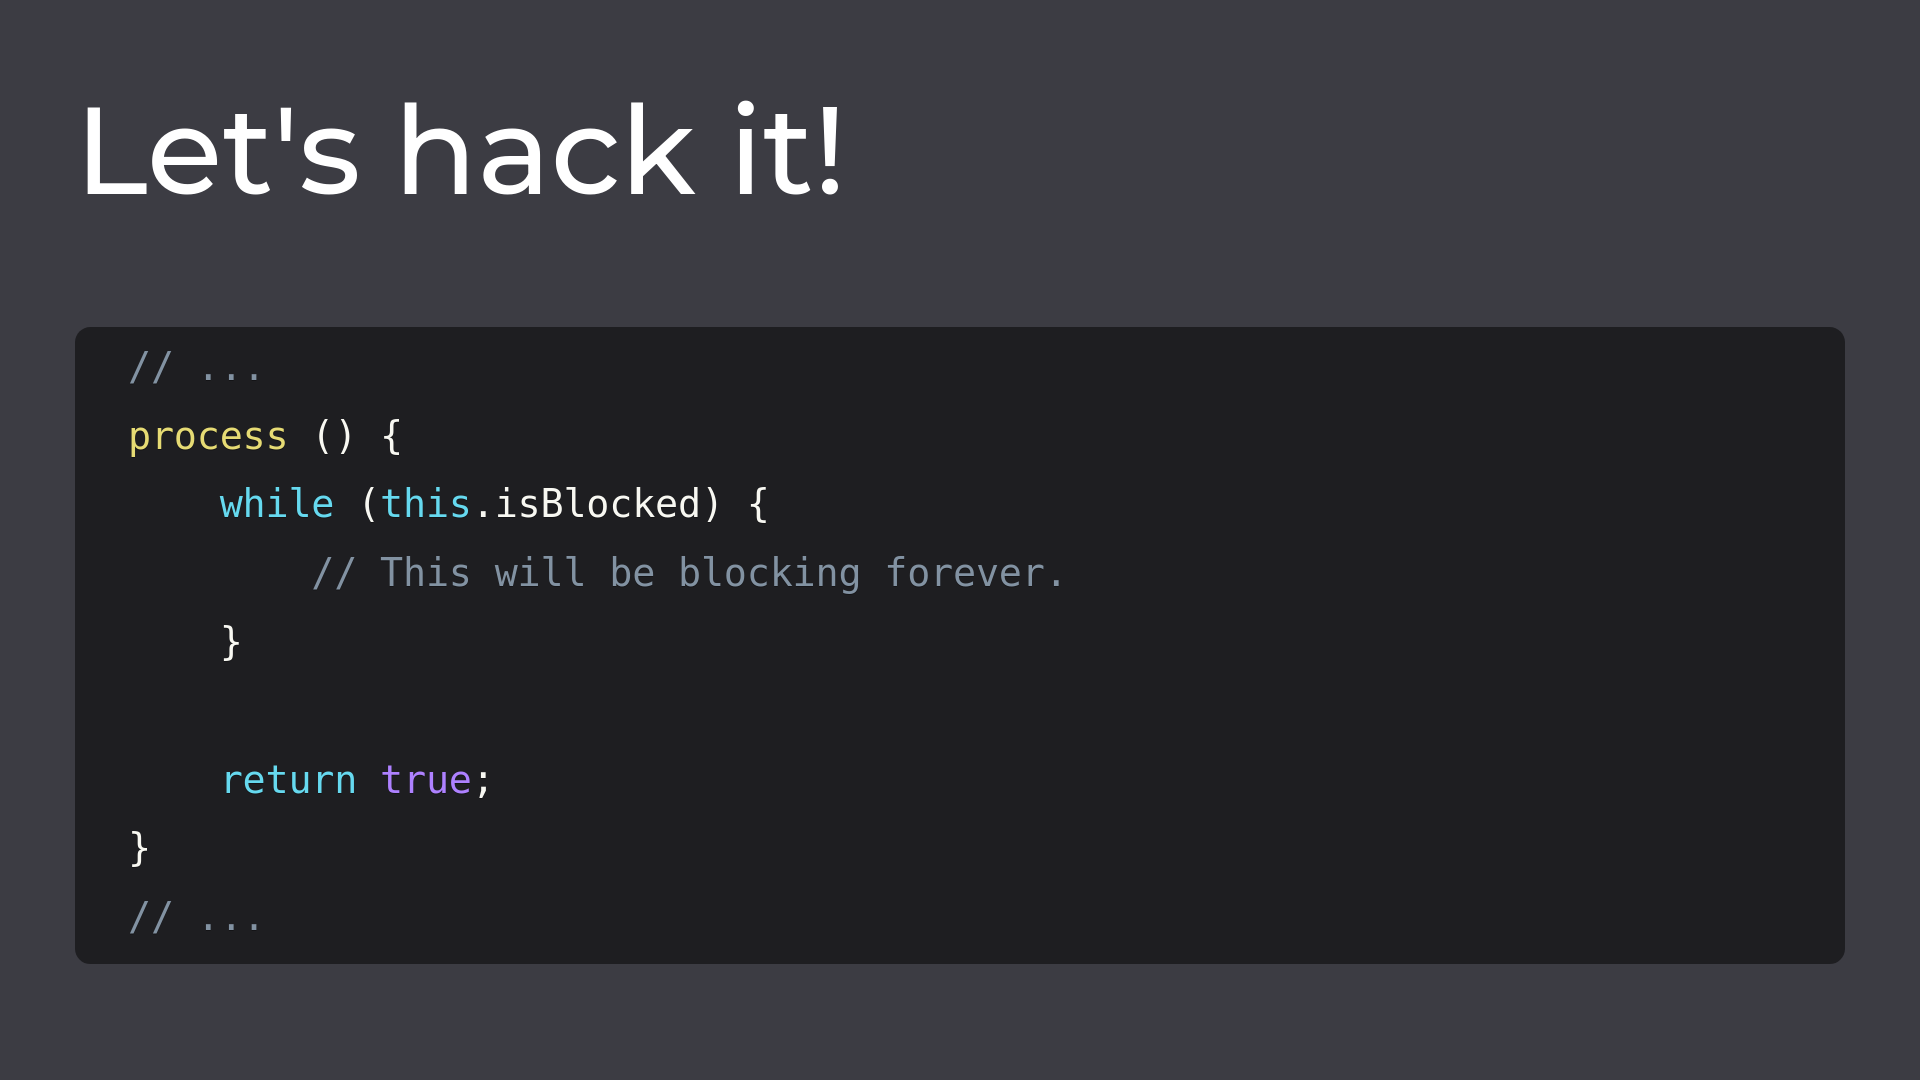 Let's hack it!
// ...
process () {
    while (this.isBlocked) {
        // This will be blocking forever.
    }

    return true;
}
// ...